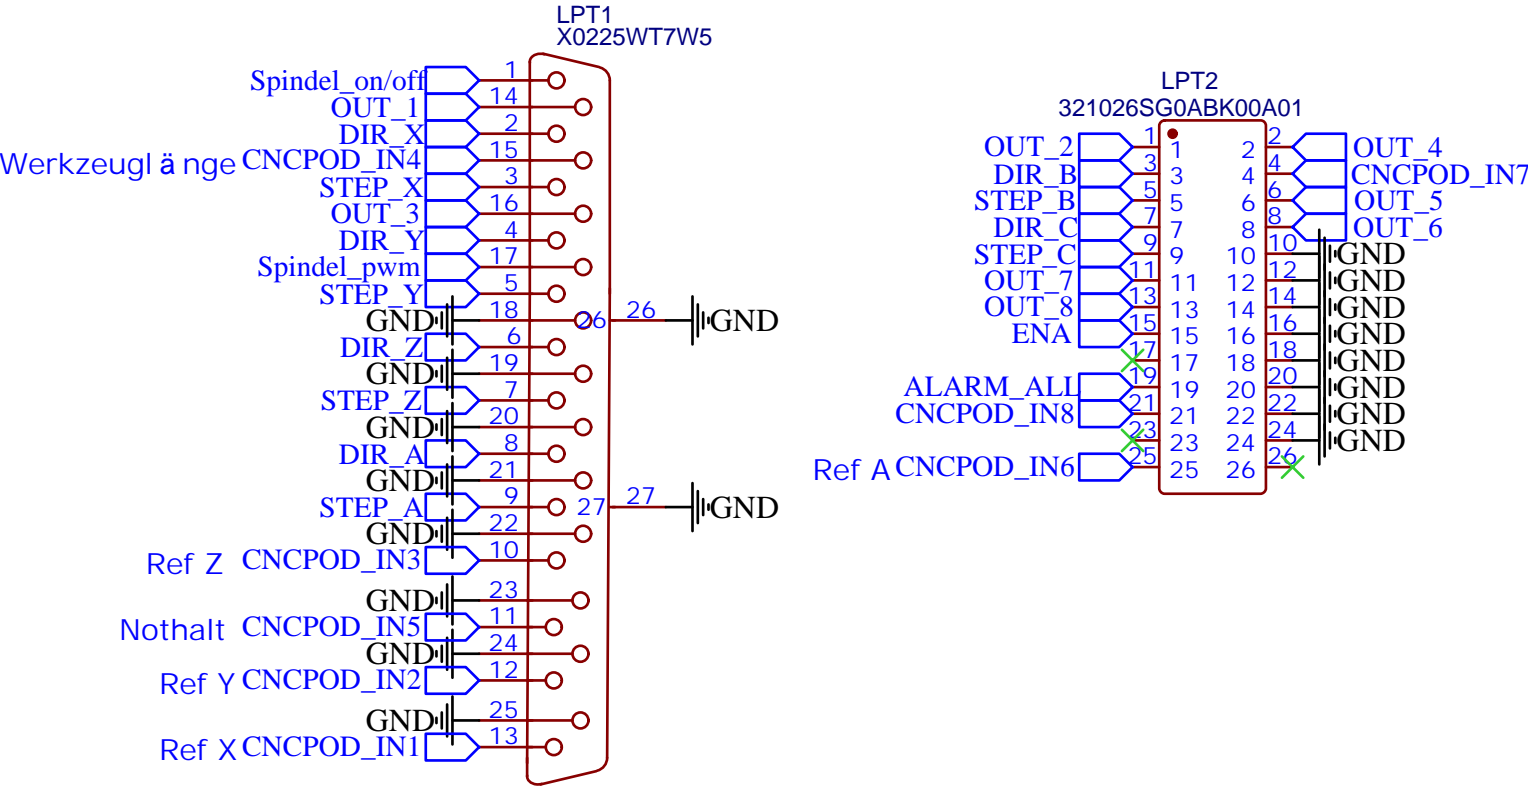 LPT1
X0225WT7W5
Spindel_on/off 1
OUT_1 14
DIR_X 2
Werkzeuglänge CNCPOD_IN4 15
STEP_X 3
OUT_3 16
DIR_Y 4
Spindel_pwm 17
STEP_Y 5
GND 18 26 26 GND
DIR_Z 6
GND 19
STEP_Z 7
GND 20
DIR_A 8
GND 21
STEP_A 9 27 27 GND
GND 22
Ref Z CNCPOD_IN3 10
GND 23
Nothalt CNCPOD_IN5 11
GND 24
Ref Y CNCPOD_IN2 12
GND 25
Ref X CNCPOD_IN1 13
LPT2
321026SG0ABK00A01
OUT_2 1 1 2 2 OUT_4
DIR_B 3 3 4 4 CNCPOD_IN7
STEP_B 5 5 6 6 OUT_5
DIR_C 7 7 8 8 OUT_6
STEP_C 9 9 10 10 GND
OUT_7 11 11 12 12 GND
OUT_8 13 13 14 14 GND
ENA 15 15 16 16 GND
17 17 18 18 GND
ALARM_ALL 19 19 20 20 GND
CNCPOD_IN8 21 21 22 22 GND
23 23 24 24 GND
Ref A CNCPOD_IN6 25 25 26 26